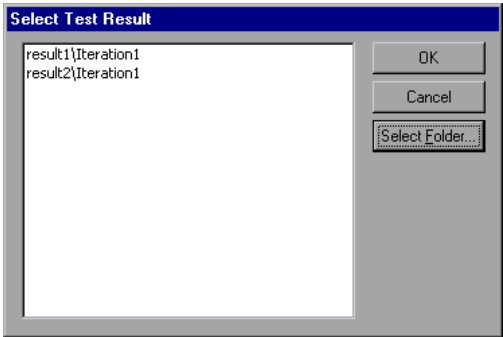 Select Test Result
result1\Iteration1
result2\Iteration1
OK
Cancel
Select Folder...